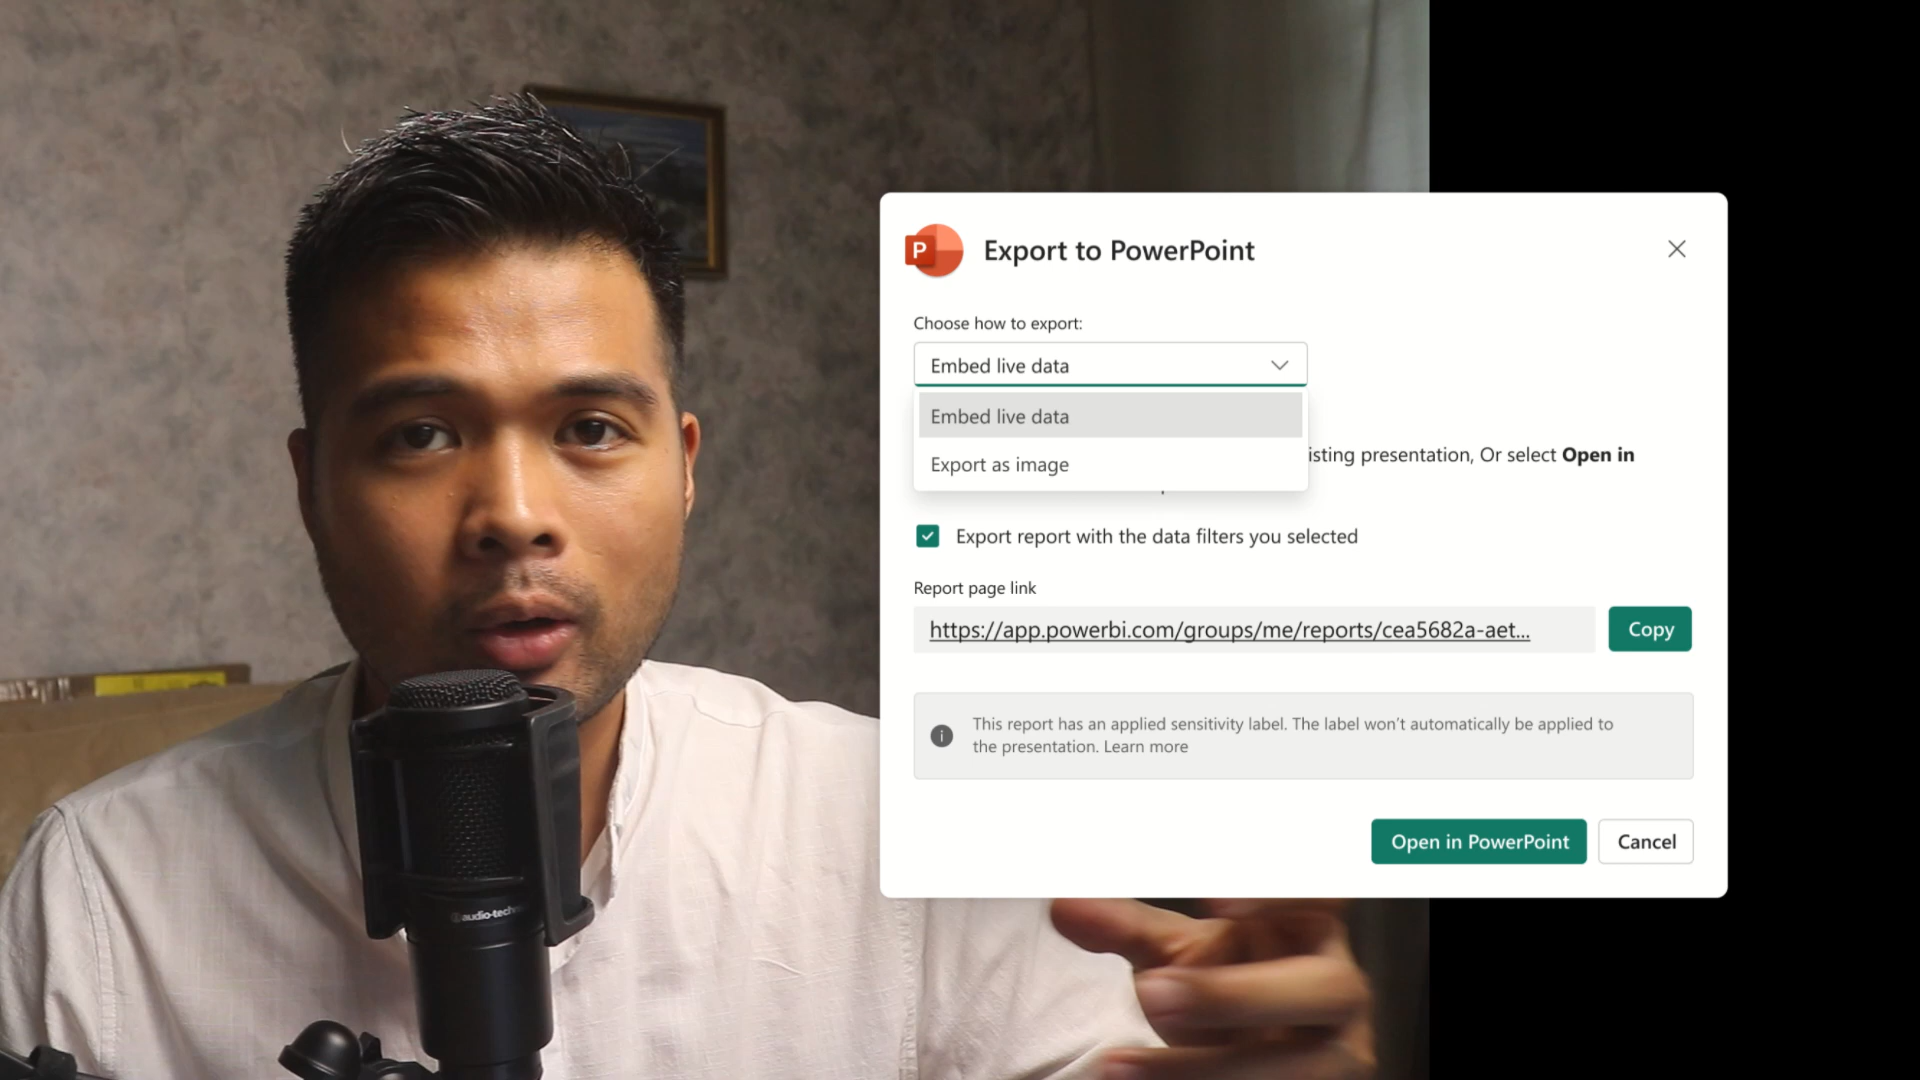 P
Export to PowerPoint
Choose how to export:
Embed live data
Embed live data
isting presentation, Or select Open in
Export as image
Export report with the data filters you selected
Report page link
https://app.powerbi.com/groups/me/reports/cea5682a-aet...
Copy
This report has an applied sensitivity label. The label won't automatically be applied to
the presentation. Learn more
Open in PowerPoint
Cancel
audio-tech